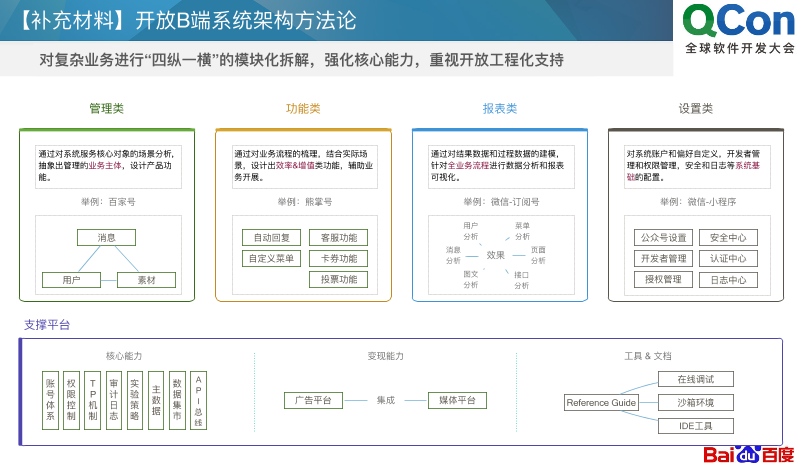 【补充材料】开放B端系统架构方法论
QCon
全球软件开发大会
对复杂业务进行“四纵一横”的模块化拆解，强化核心能力，重视开放工程化支持
管理类
功能类
报表类
设置类
通过对系统服务核心对象的场景分析,
抽象出管理的业务主体，设计产品功
能。
举例：百家号
消息
用户
素材
通过对业务流程的梳理，结合实际场
景，设计出效率&增值类功能，辅助业
务开展。
举例：熊掌号
自动回复
客服功能
自定义菜单
卡券功能
投票功能
通过对结果数据和过程数据的建模，
针对全业务流程进行数据分析和报表
可视化。
举例：微信-订阅号
用户
分析
菜单
分析
消息
分析
效果
页面
分析
图文
分析
接口
分析
对系统账户和偏好自定义，开发者管
理和权限管理，安全和日志等系统基
础的配置。
举例：微信-小程序
公众号设置
安全中心
开发者管理
认证中心
授权管理
日志中心
支撑平台
核心能力
账号体系
权限控制
TP机制
审计日志
实验策略
主数据
数据集市
API总线
变现能力
广告平台
集成
媒体平台
工具 & 文档
Reference Guide
在线调试
沙箱环境
IDE工具
Bai du 百度